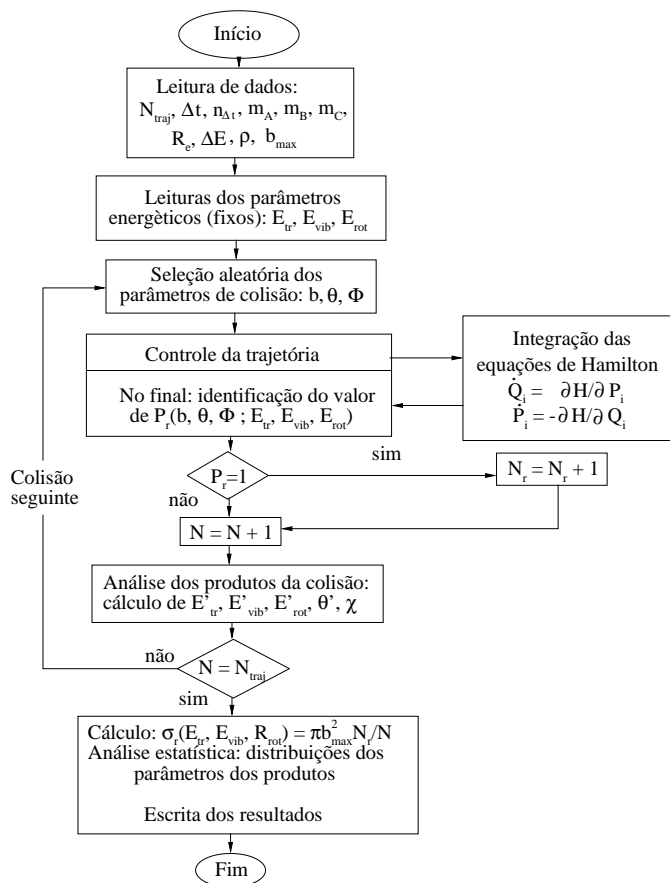 Início
Leitura de dados:
N_traj, Δt, n_Δt, m_A, m_B, m_C,
R_e, ΔE, ρ, b_max
Leituras dos parâmetros
energèticos (fixos): E_tr, E_vib, E_rot
Seleção aleatória dos
parâmetros de colisão: b, θ, Φ
Controle da trajetória
No final: identificação do valor
de P_r(b, θ, Φ ; E_tr, E_vib, E_rot)
Integração das
equações de Hamilton
Q̇_i = ∂H/∂P_i
Ṗ_i = -∂H/∂Q_i
Colisão
seguinte
sim
P_r=1
N_r = N_r + 1
não
N = N + 1
Análise dos produtos da colisão:
cálculo de E'_tr, E'_vib, E'_rot, θ', χ
não
N = N_traj
sim
Cálculo: σ_r(E_tr, E_vib, R_rot) = πb²_max N_r/N
Análise estatística: distribuições dos
parâmetros dos produtos
Escrita dos resultados
Fim